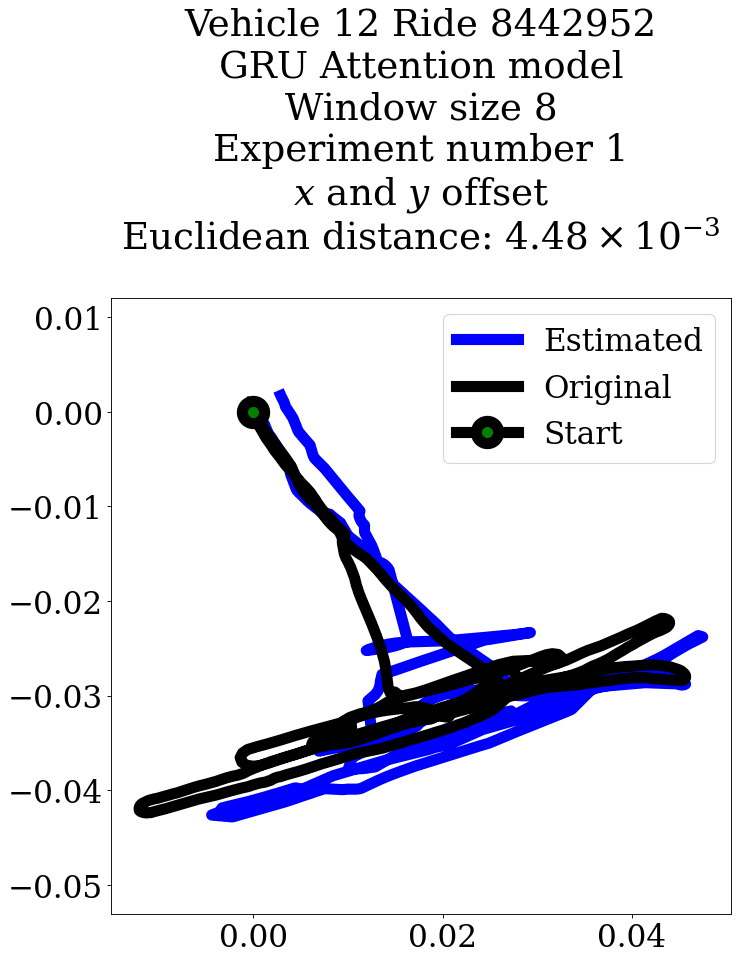 Vehicle 12 Ride 8442952
GRU Attention model
Window size 8
Experiment number 1
x and y offset
Euclidean distance: 4.48 × 10⁻³
Estimated
Original
Start
0.01
0.00
−0.01
−0.02
−0.03
−0.04
−0.05
0.00 0.02 0.04